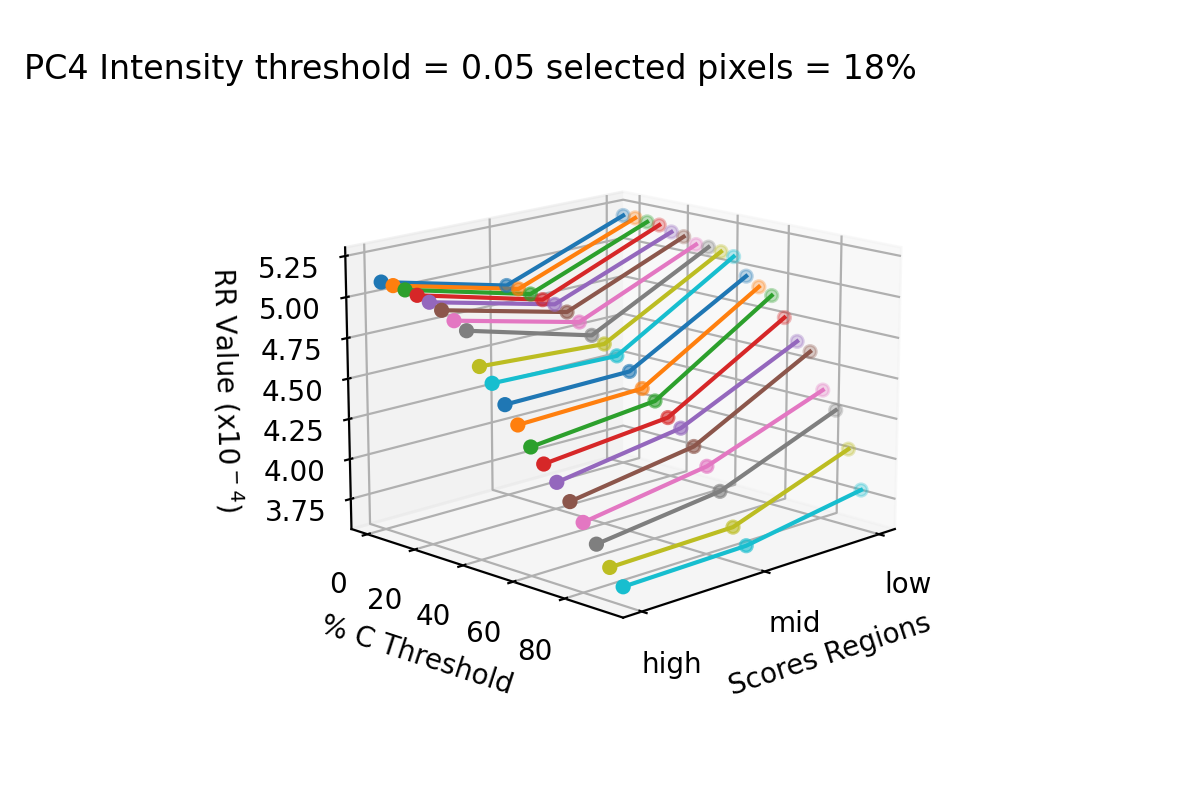 PC4 Intensity threshold = 0.05 selected pixels = 18%
5.25
5.00
4.75
4.50
4.25
4.00
3.75
RR Value (x10⁻⁴)
0
20
40
60
80
% C Threshold
high
mid
low
Scores Regions